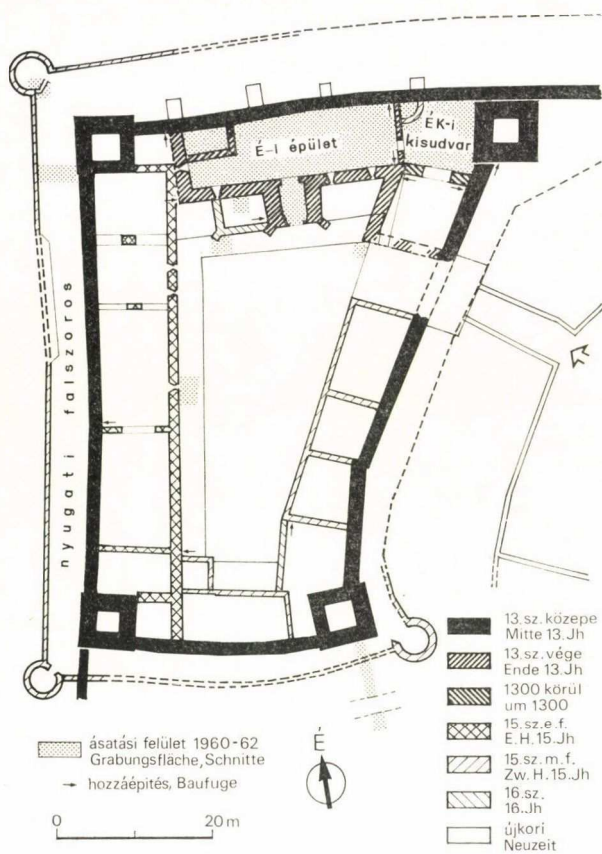 É-i épület
ÉK-i
kisudvar
nyugati falszoros
13.sz.közepe
Mitte 13.Jh
13.sz.vége
Ende 13.Jh
1300 körül
um 1300
15.sz.e.f.
E.H.15.Jh
15.sz.m.f.
Zw.H.15.Jh
16.sz.
16.Jh
újkori
Neuzeit
ásatási felület 1960-62
Grabungsfläche,Schnitte
→ hozzáépités, Baufuge
É
0 20 m